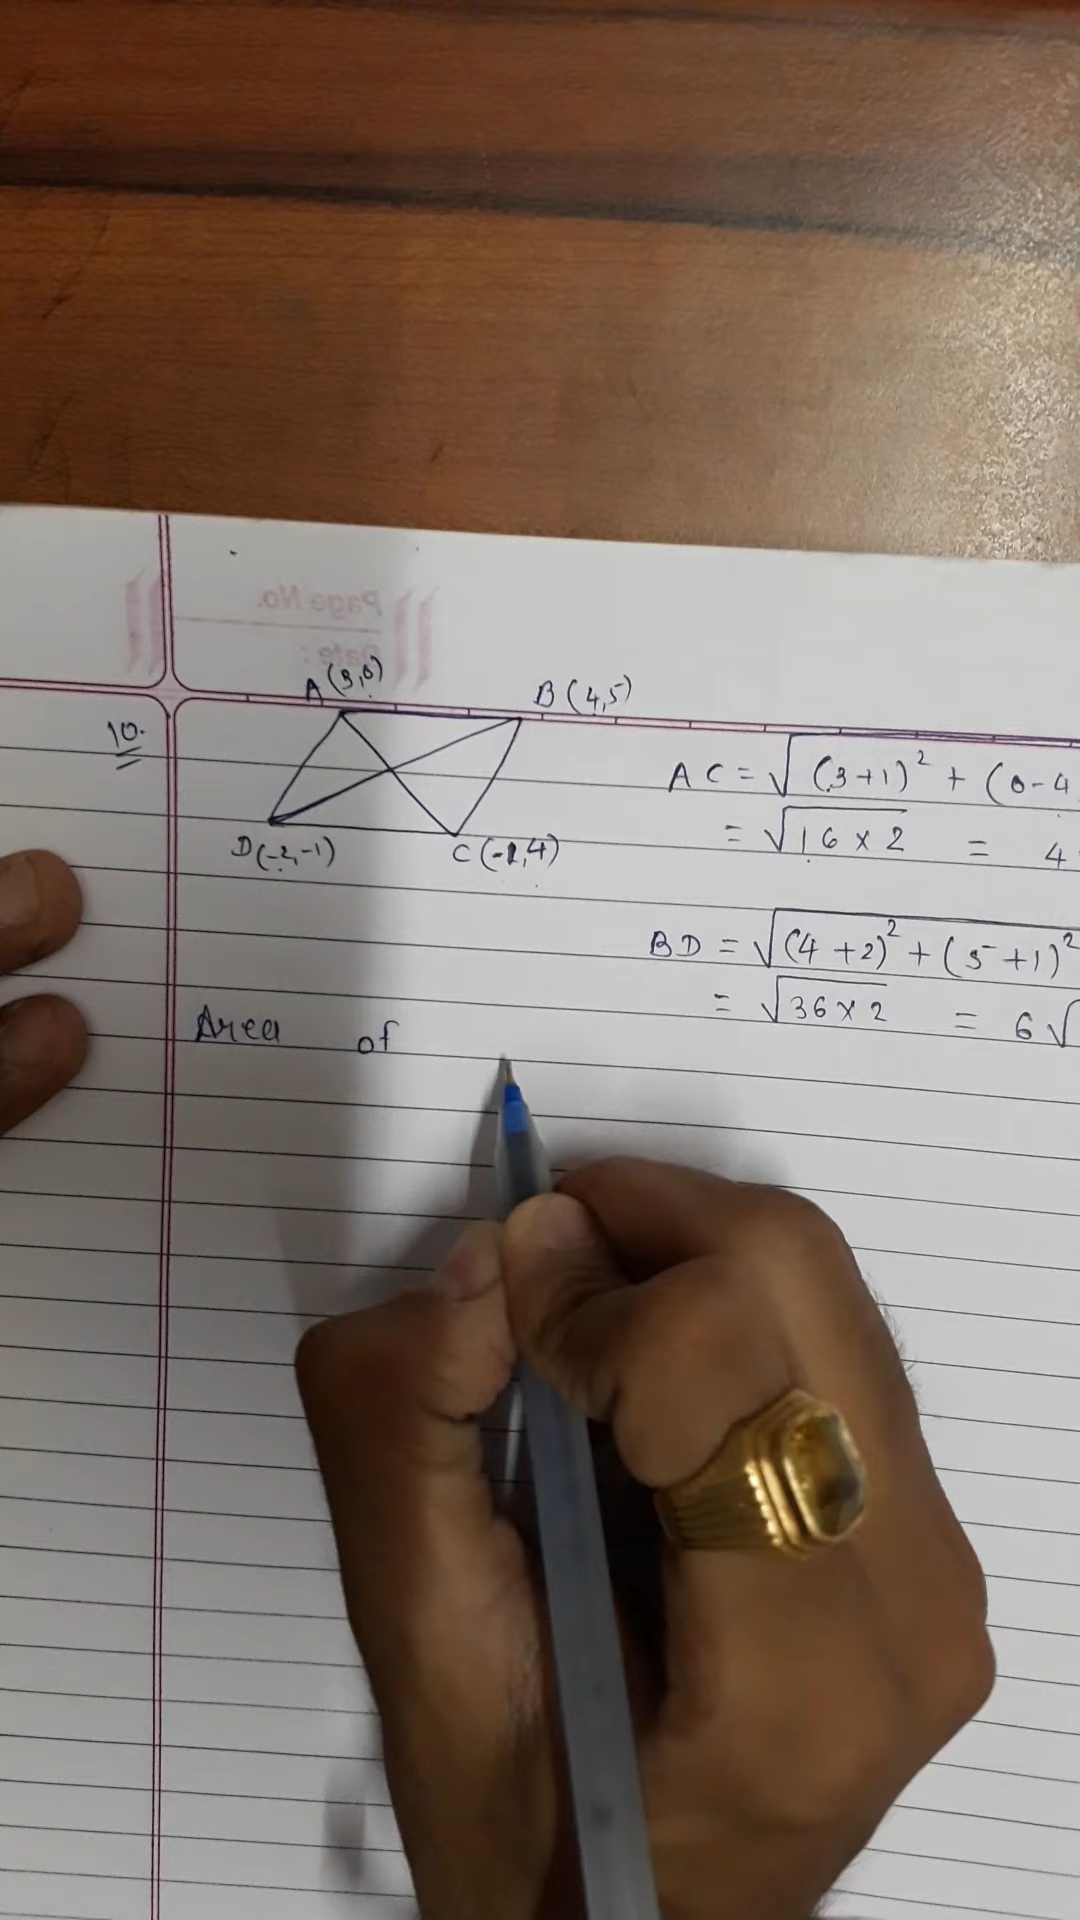 Page No.
Date :
A (3,0)
B (4,5)
10.
D (-2,-1)
C (-1,4)
AC = √(3+1)² + (0-4
= √16 × 2 = 4
BD = √(4+2)² + (5+1)²
= √36 × 2 = 6√
Area of